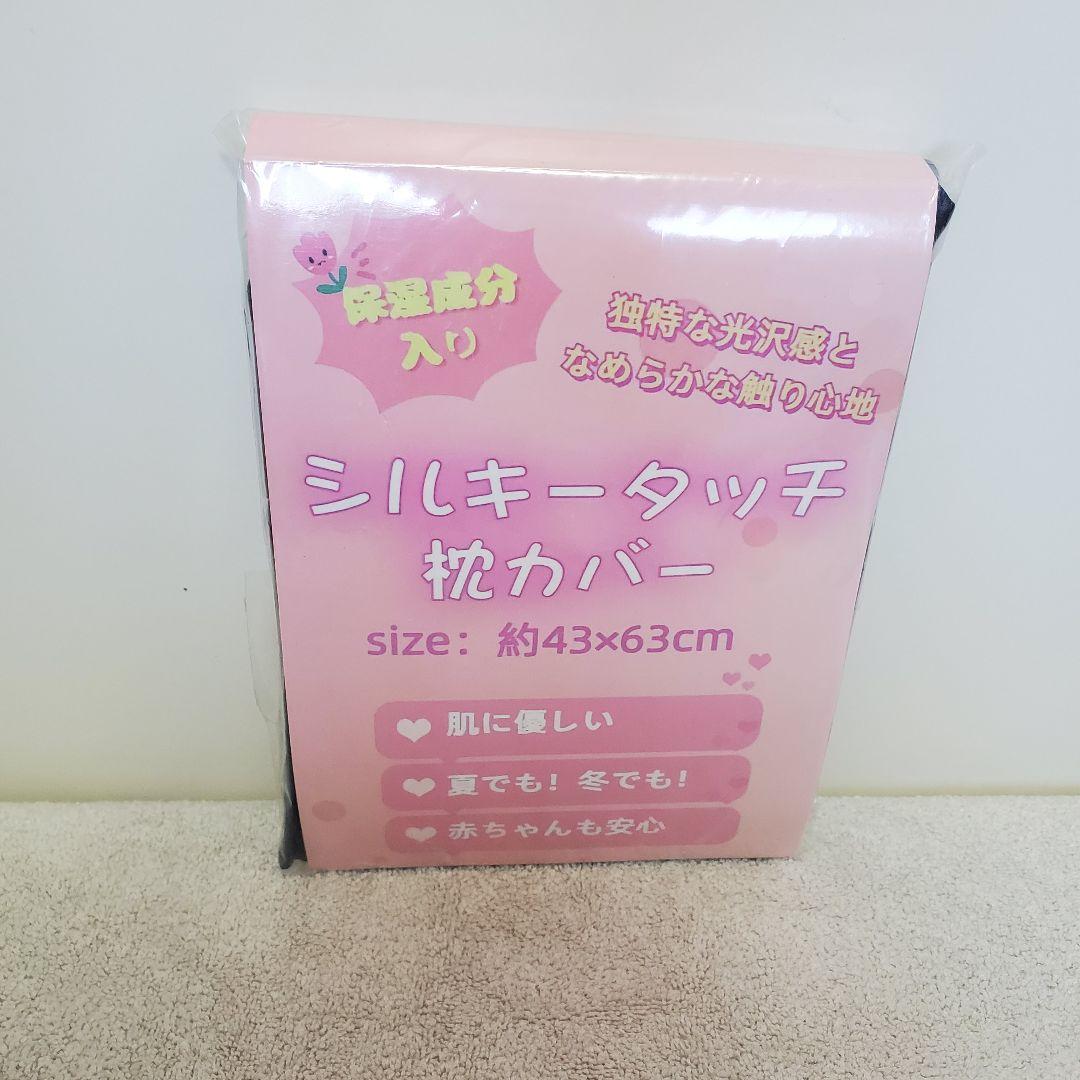 保湿成分
入り
独特な光沢感と
なめらかな触り心地
シルキータッチ
枕カバー
size：約43×63cm
肌に優しい
夏でも！冬でも！
赤ちゃんも安心